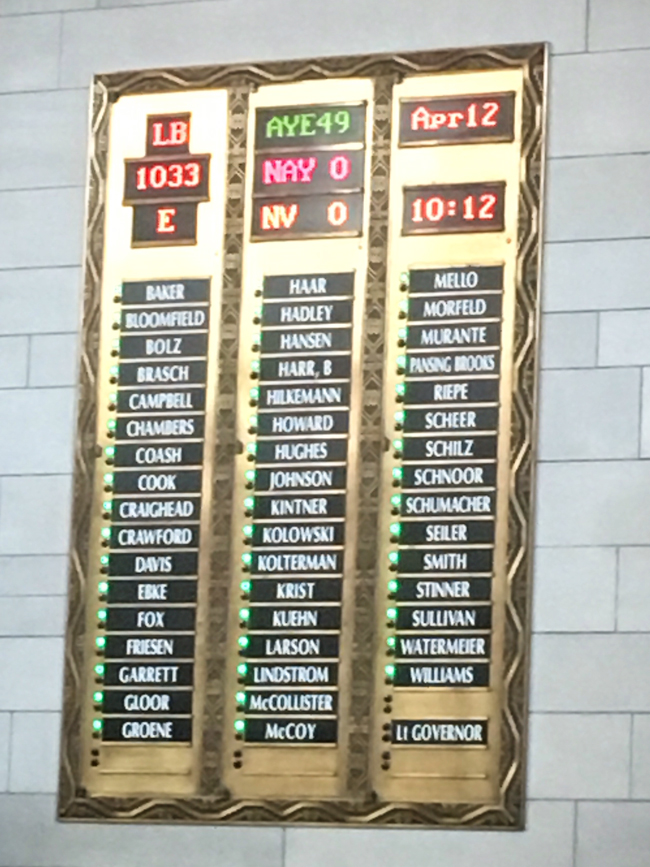 LB
1033
E
AYE49
NAY 0
NV 0
Apr12
10:12
BAKER
BLOOMFIELD
BOLZ
BRASCH
CAMPBELL
CHAMBERS
COASH
COOK
CRAIGHEAD
CRAWFORD
DAVIS
EBKE
FOX
FRIESEN
GARRETT
GLOOR
GROENE
HAAR
HADLEY
HANSEN
HARR, B
HILKEMANN
HOWARD
HUGHES
JOHNSON
KINTNER
KOLOWSKI
KOLTERMAN
KRIST
KUEHN
LARSON
LINDSTROM
McCOLLISTER
McCOY
MELLO
MORFELD
MURANTE
PANSING BROOKS
RIEPE
SCHEER
SCHILZ
SCHNOOR
SCHUMACHER
SEILER
SMITH
STINNER
SULLIVAN
WATERMEIER
WILLIAMS
Lt GOVERNOR